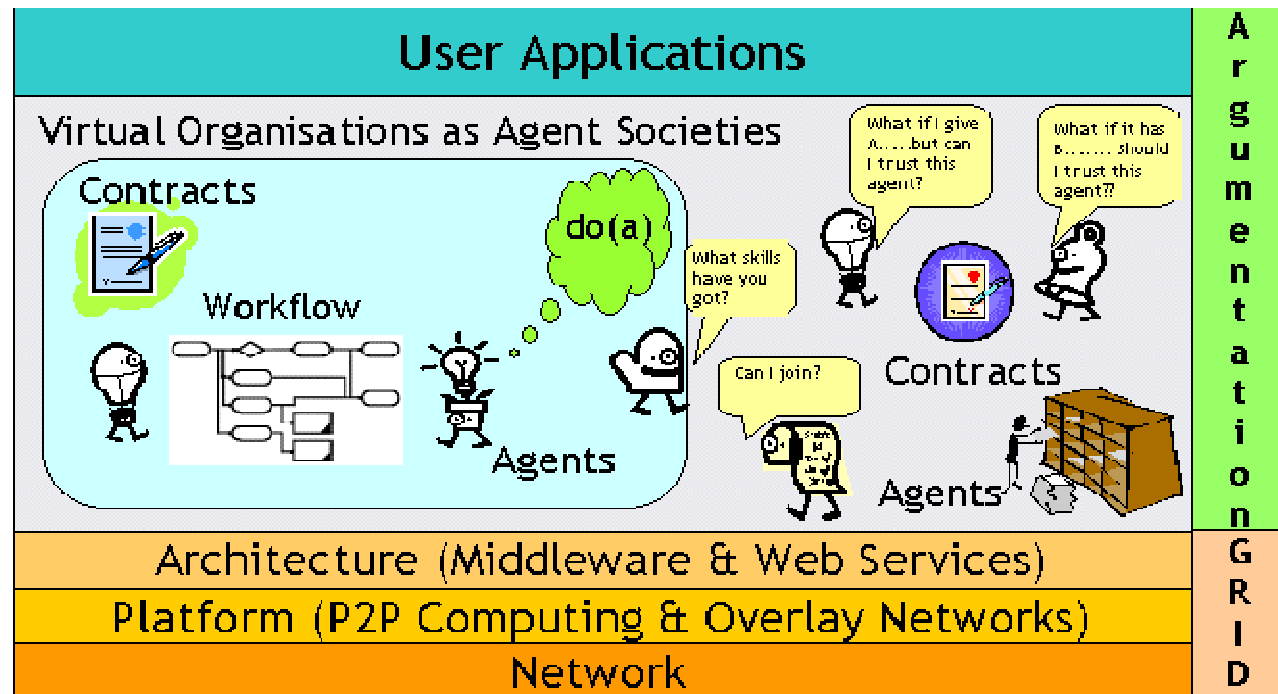 User Applications
Virtual Organisations as Agent Societies
Contracts
Workflow
do(a)
Agents
What skills
have you
got?
What if I give
A.....but can
I trust this
agent?
What if it has
B....... should
I trust this
agent??
Can I join?
Contracts
Agents
Architecture (Middleware & Web Services)
Platform (P2P Computing & Overlay Networks)
Network
Argumentation
GRID